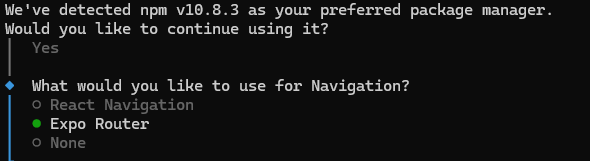 We've detected npm v10.8.3 as your preferred package manager.
Would you like to continue using it?
Yes
What would you like to use for Navigation?
React Navigation
Expo Router
None